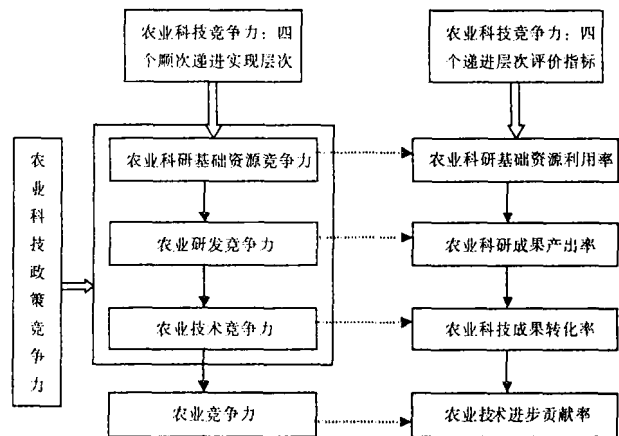 农业科技竞争力：四
个顺次递进实现层次
农业科技竞争力：四
个递进层次评价指标
农业科技政策竞争力
农业科研基础资源竞争力
农业科研基础资源利用率
农业研发竞争力
农业科研成果产出率
农业技术竞争力
农业科技成果转化率
农业竞争力
农业技术进步贡献率